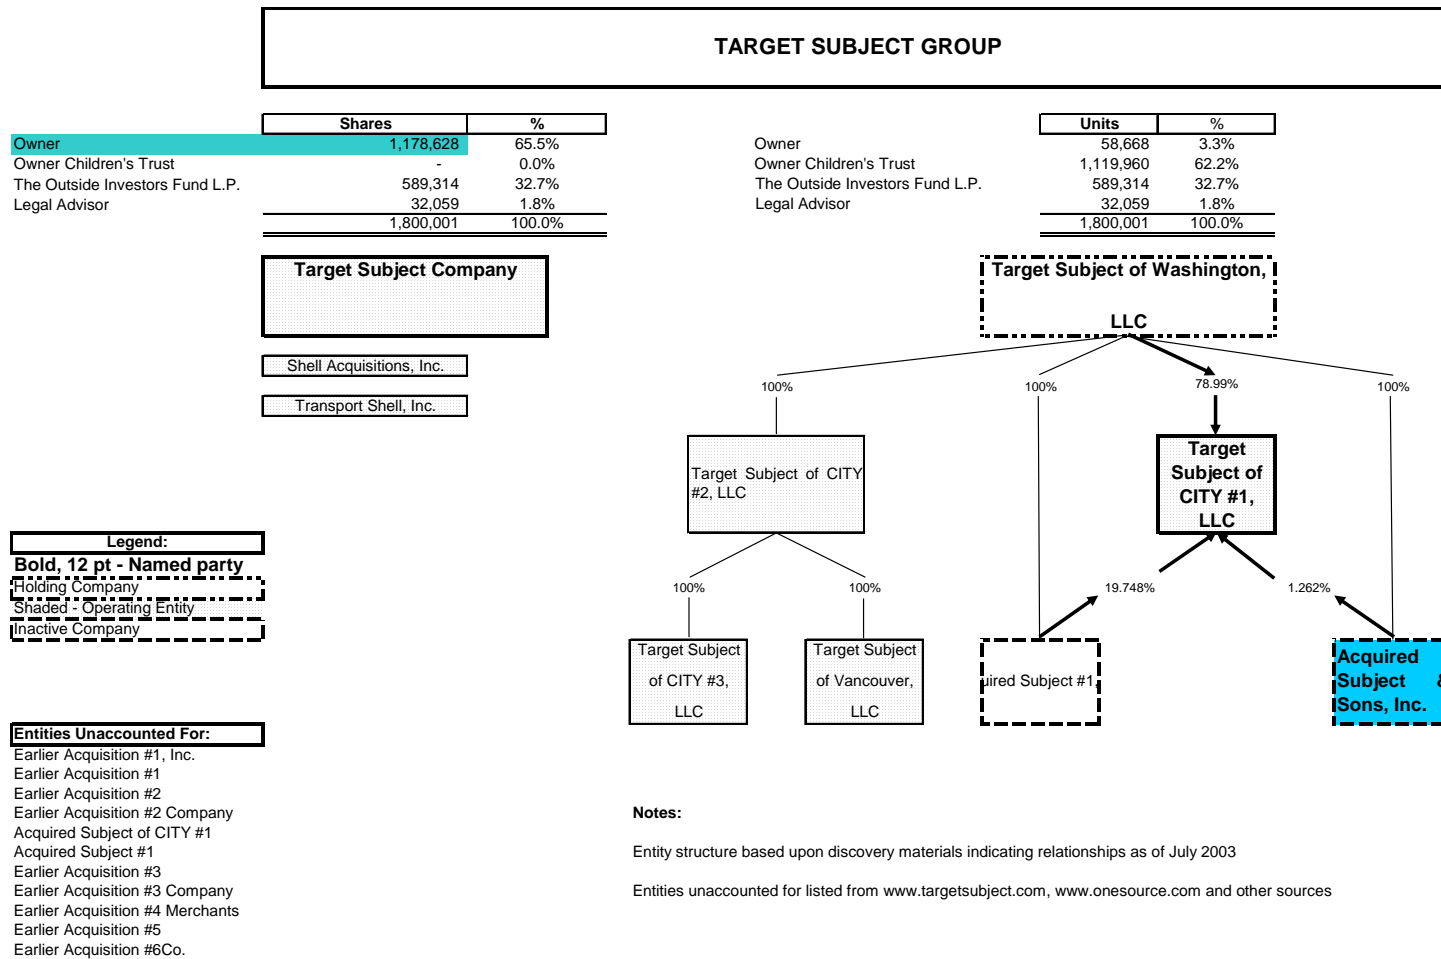 TARGET SUBJECT GROUP
Shares %
Owner 1,178,628 65.5%
Owner Children's Trust - 0.0%
The Outside Investors Fund L.P. 589,314 32.7%
Legal Advisor 32,059 1.8%
1,800,001 100.0%
Units %
Owner 58,668 3.3%
Owner Children's Trust 1,119,960 62.2%
The Outside Investors Fund L.P. 589,314 32.7%
Legal Advisor 32,059 1.8%
1,800,001 100.0%
Target Subject Company
Target Subject of Washington,
LLC
Shell Acquisitions, Inc.
Transport Shell, Inc.
100%
100%
78.99%
100%
Target Subject of CITY
#2, LLC
Target
Subject of
CITY #1,
LLC
100%
100%
19.748%
1.262%
Target Subject
of CITY #3,
LLC
Target Subject
of Vancouver,
LLC
uired Subject #1,
Acquired
Subject &
Sons, Inc.
Legend:
Bold, 12 pt - Named party
Holding Company
Shaded - Operating Entity
Inactive Company
Entities Unaccounted For:
Earlier Acquisition #1, Inc.
Earlier Acquisition #1
Earlier Acquisition #2
Earlier Acquisition #2 Company
Acquired Subject of CITY #1
Acquired Subject #1
Earlier Acquisition #3
Earlier Acquisition #3 Company
Earlier Acquisition #4 Merchants
Earlier Acquisition #5
Earlier Acquisition #6Co.
Notes:
Entity structure based upon discovery materials indicating relationships as of July 2003
Entities unaccounted for listed from www.targetsubject.com, www.onesource.com and other sources